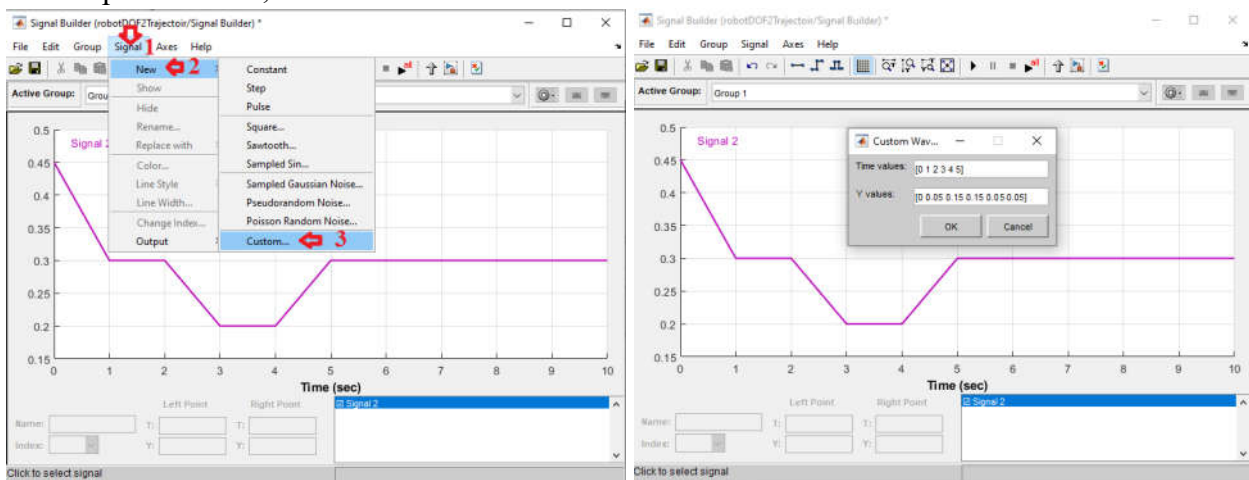 Signal Builder (robotDOF2Trajectoir/Signal Builder) *
File Edit Group Signal 1 Axes Help
Active Group: Grou
New 2
Show
Hide
Rename...
Replace with
Color...
Line Style
Line Width...
Change Index...
Output
Constant
Step
Pulse
Square...
Sawtooth...
Sampled Sin...
Sampled Gaussian Noise...
Pseudorandom Noise...
Poisson Random Noise...
Custom... 3
Signal 2
0.5
0.45
0.4
0.35
0.3
0.25
0.2
0.15
0 1 2 3 4 5 6 7 8 9 10
Time (sec)
Left Point Right Point
Signal 2
Name: T: T:
Index: Y: Y:
Click to select signal
Signal Builder (robotDOF2Trajectoir/Signal Builder) *
File Edit Group Signal Axes Help
Active Group: Group 1
Signal 2
0.5
0.45
0.4
0.35
0.3
0.25
0.2
0.15
0 1 2 3 4 5 6 7 8 9 10
Time (sec)
Custom Wav...
Time values: [0 1 2 3 4 5]
Y values: [0 0.05 0.15 0.15 0.05 0.05]
OK Cancel
Left Point Right Point
Signal 2
Name: T: T:
Index: Y: Y:
Click to select signal